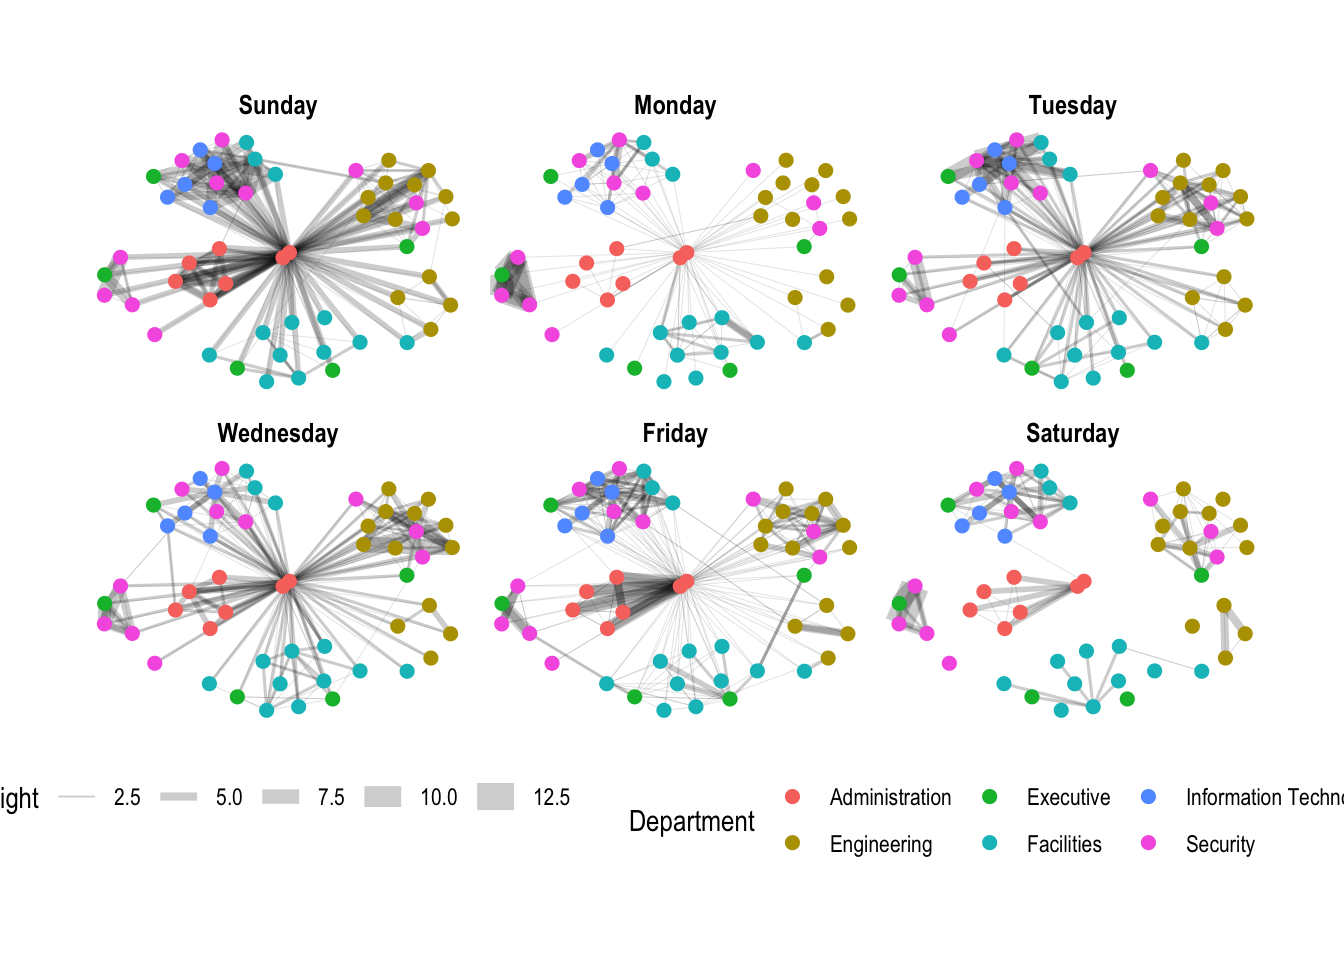 Sunday
Monday
Tuesday
Wednesday
Friday
Saturday
ight 2.5 5.0 7.5 10.0 12.5
Department
Administration Executive Information Techno
Engineering Facilities Security